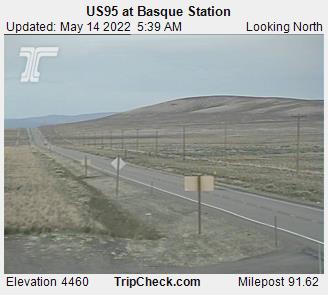 US95 at Basque Station
Updated: May 14 2022 5:39 AM Looking North
Elevation 4460 TripCheck.com Milepost 91.62